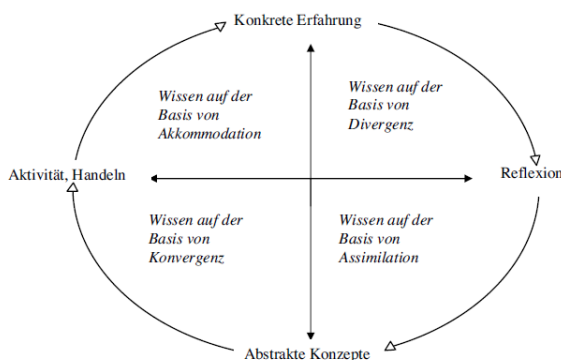 Konkrete Erfahrung
Wissen auf der
Basis von
Akkommodation
Wissen auf der
Basis von
Divergenz
Aktivität, Handeln
Reflexion
Wissen auf der
Basis von
Konvergenz
Wissen auf der
Basis von
Assimilation
Abstrakte Konzepte